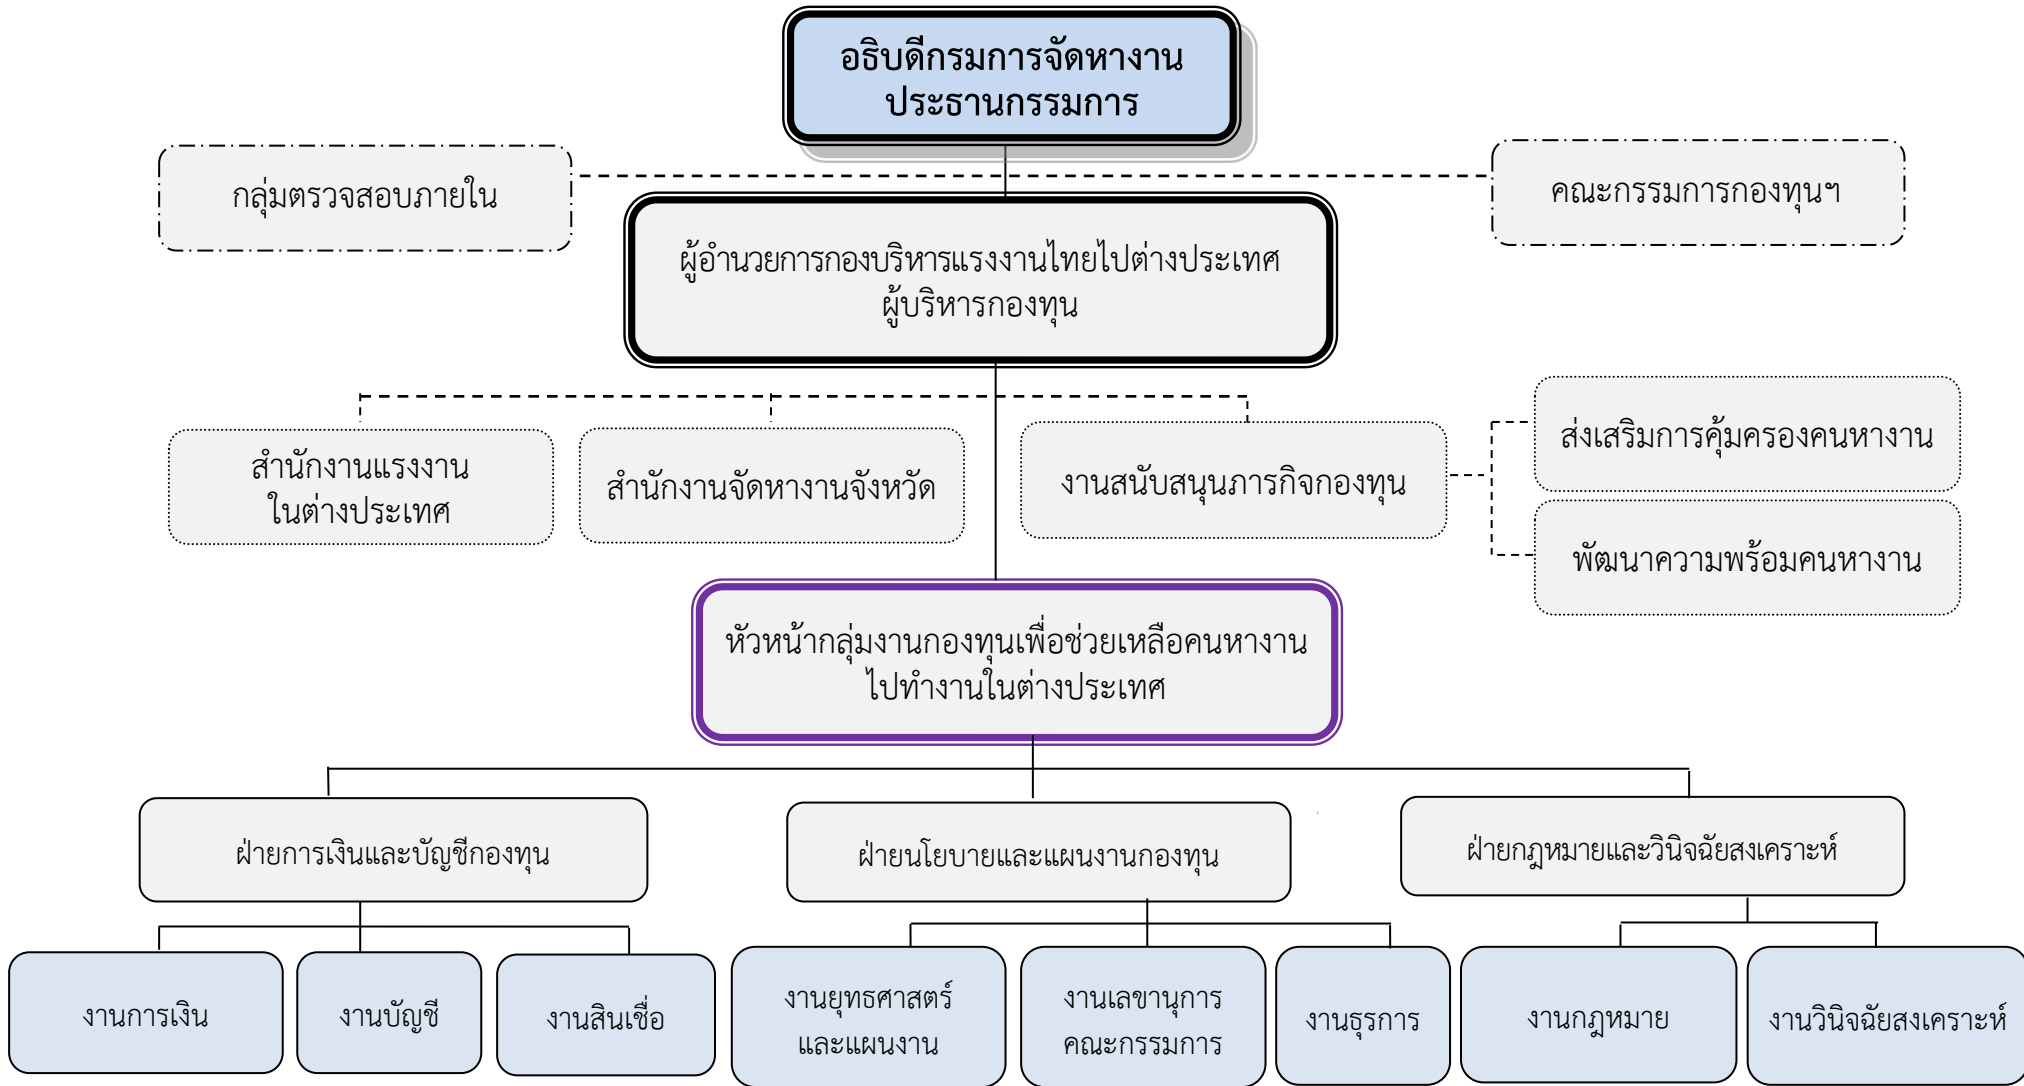 อธิบดีกรมการจัดหางาน
ประธานกรรมการ
กลุ่มตรวจสอบภายใน
คณะกรรมการกองทุนฯ
ผู้อำนวยการกองบริหารแรงงานไทยไปต่างประเทศ
ผู้บริหารกองทุน
สำนักงานแรงงาน
ในต่างประเทศ
สำนักงานจัดหางานจังหวัด
งานสนับสนุนภารกิจกองทุน
ส่งเสริมการคุ้มครองคนหางาน
พัฒนาความพร้อมคนหางาน
หัวหน้ากลุ่มงานกองทุนเพื่อช่วยเหลือคนหางาน
ไปทำงานในต่างประเทศ
ฝ่ายการเงินและบัญชีกองทุน
ฝ่ายนโยบายและแผนงานกองทุน
ฝ่ายกฎหมายและวินิจฉัยสงเคราะห์
งานการเงิน
งานบัญชี
งานสินเชื่อ
งานยุทธศาสตร์
และแผนงาน
งานเลขานุการ
คณะกรรมการ
งานธุรการ
งานกฎหมาย
งานวินิจฉัยสงเคราะห์